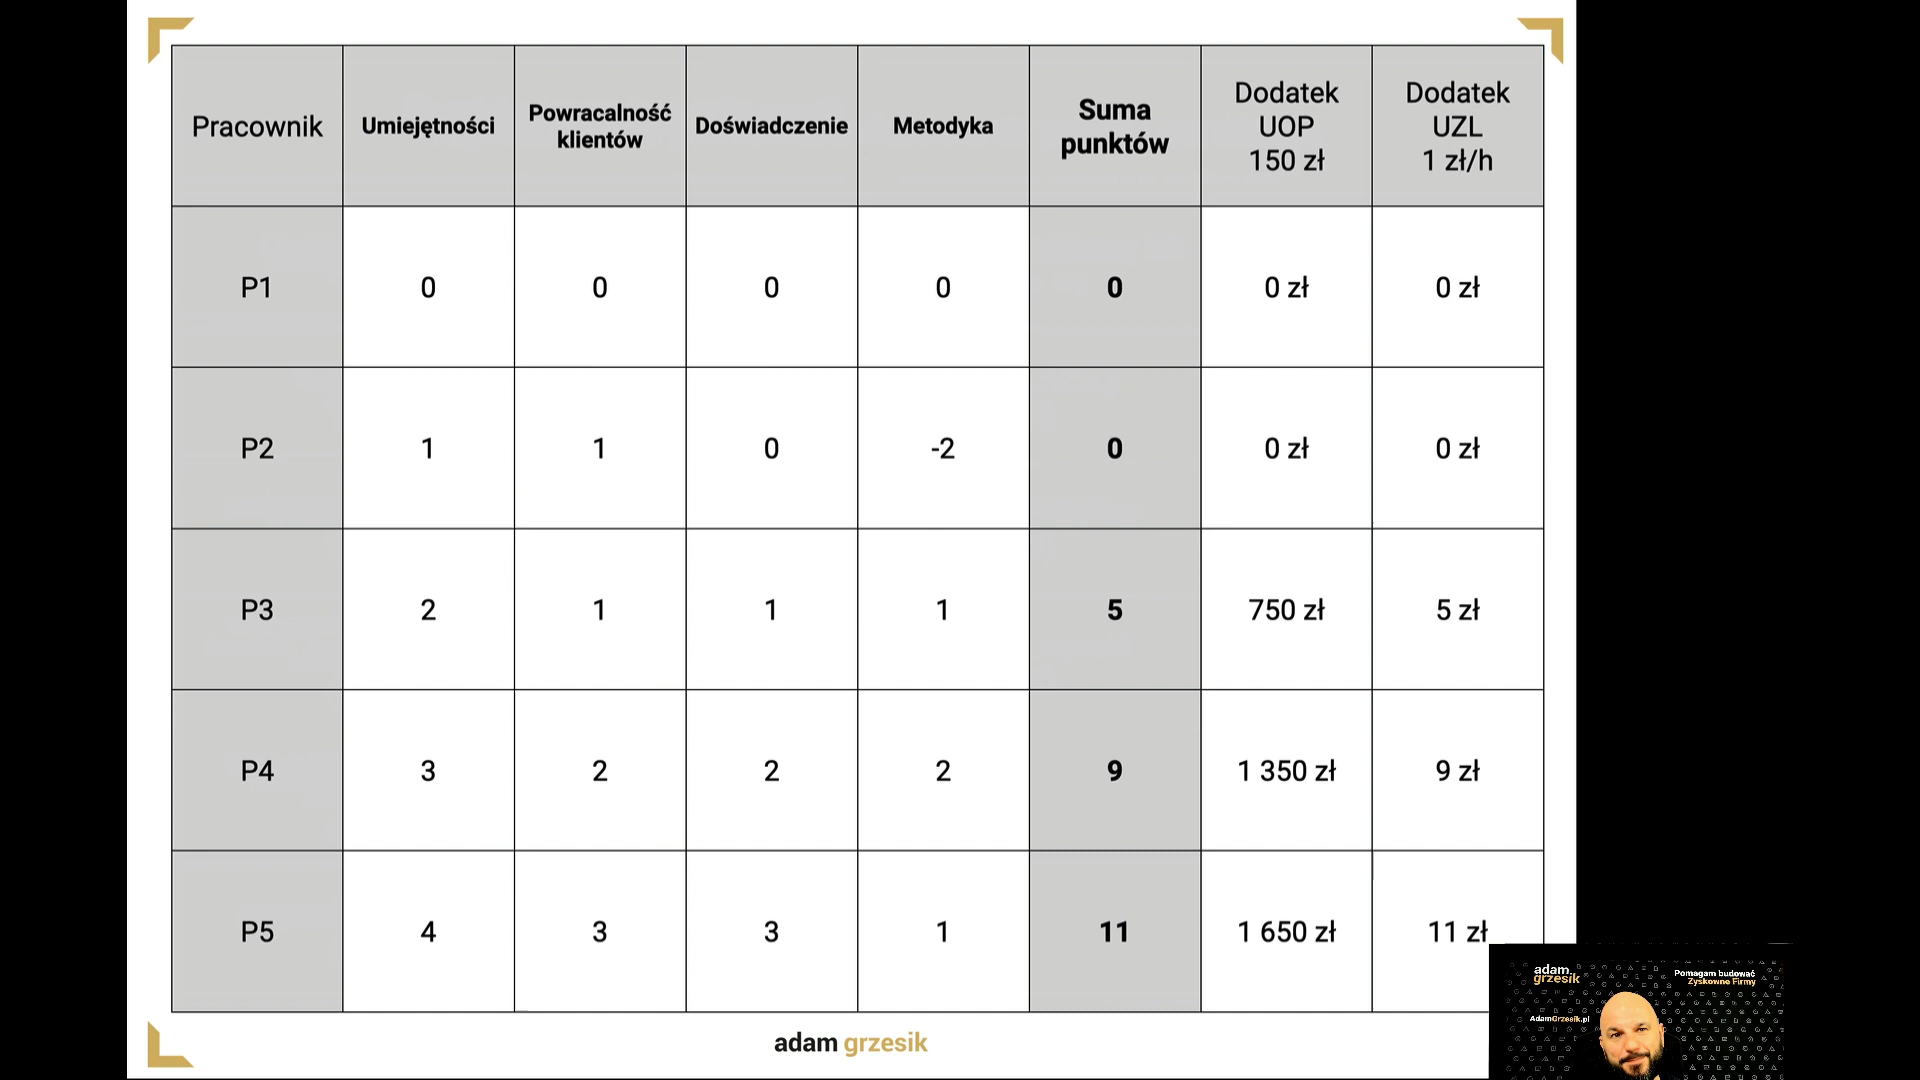 Pracownik
Umiejętności
Powracalność
klientów
Doświadczenie
Metodyka
Suma
punktów
Dodatek
UOP
150 zł
Dodatek
UZL
1 zł/h
P1 0 0 0 0 0 0 zł 0 zł
P2 1 1 0 -2 0 0 zł 0 zł
P3 2 1 1 1 5 750 zł 5 zł
P4 3 2 2 2 9 1 350 zł 9 zł
P5 4 3 3 1 11 1 650 zł 11 zł
adam grzesik
adam
grzesik
Pomagam budować
Zyskowne Firmy
AdamGrzesik.pl